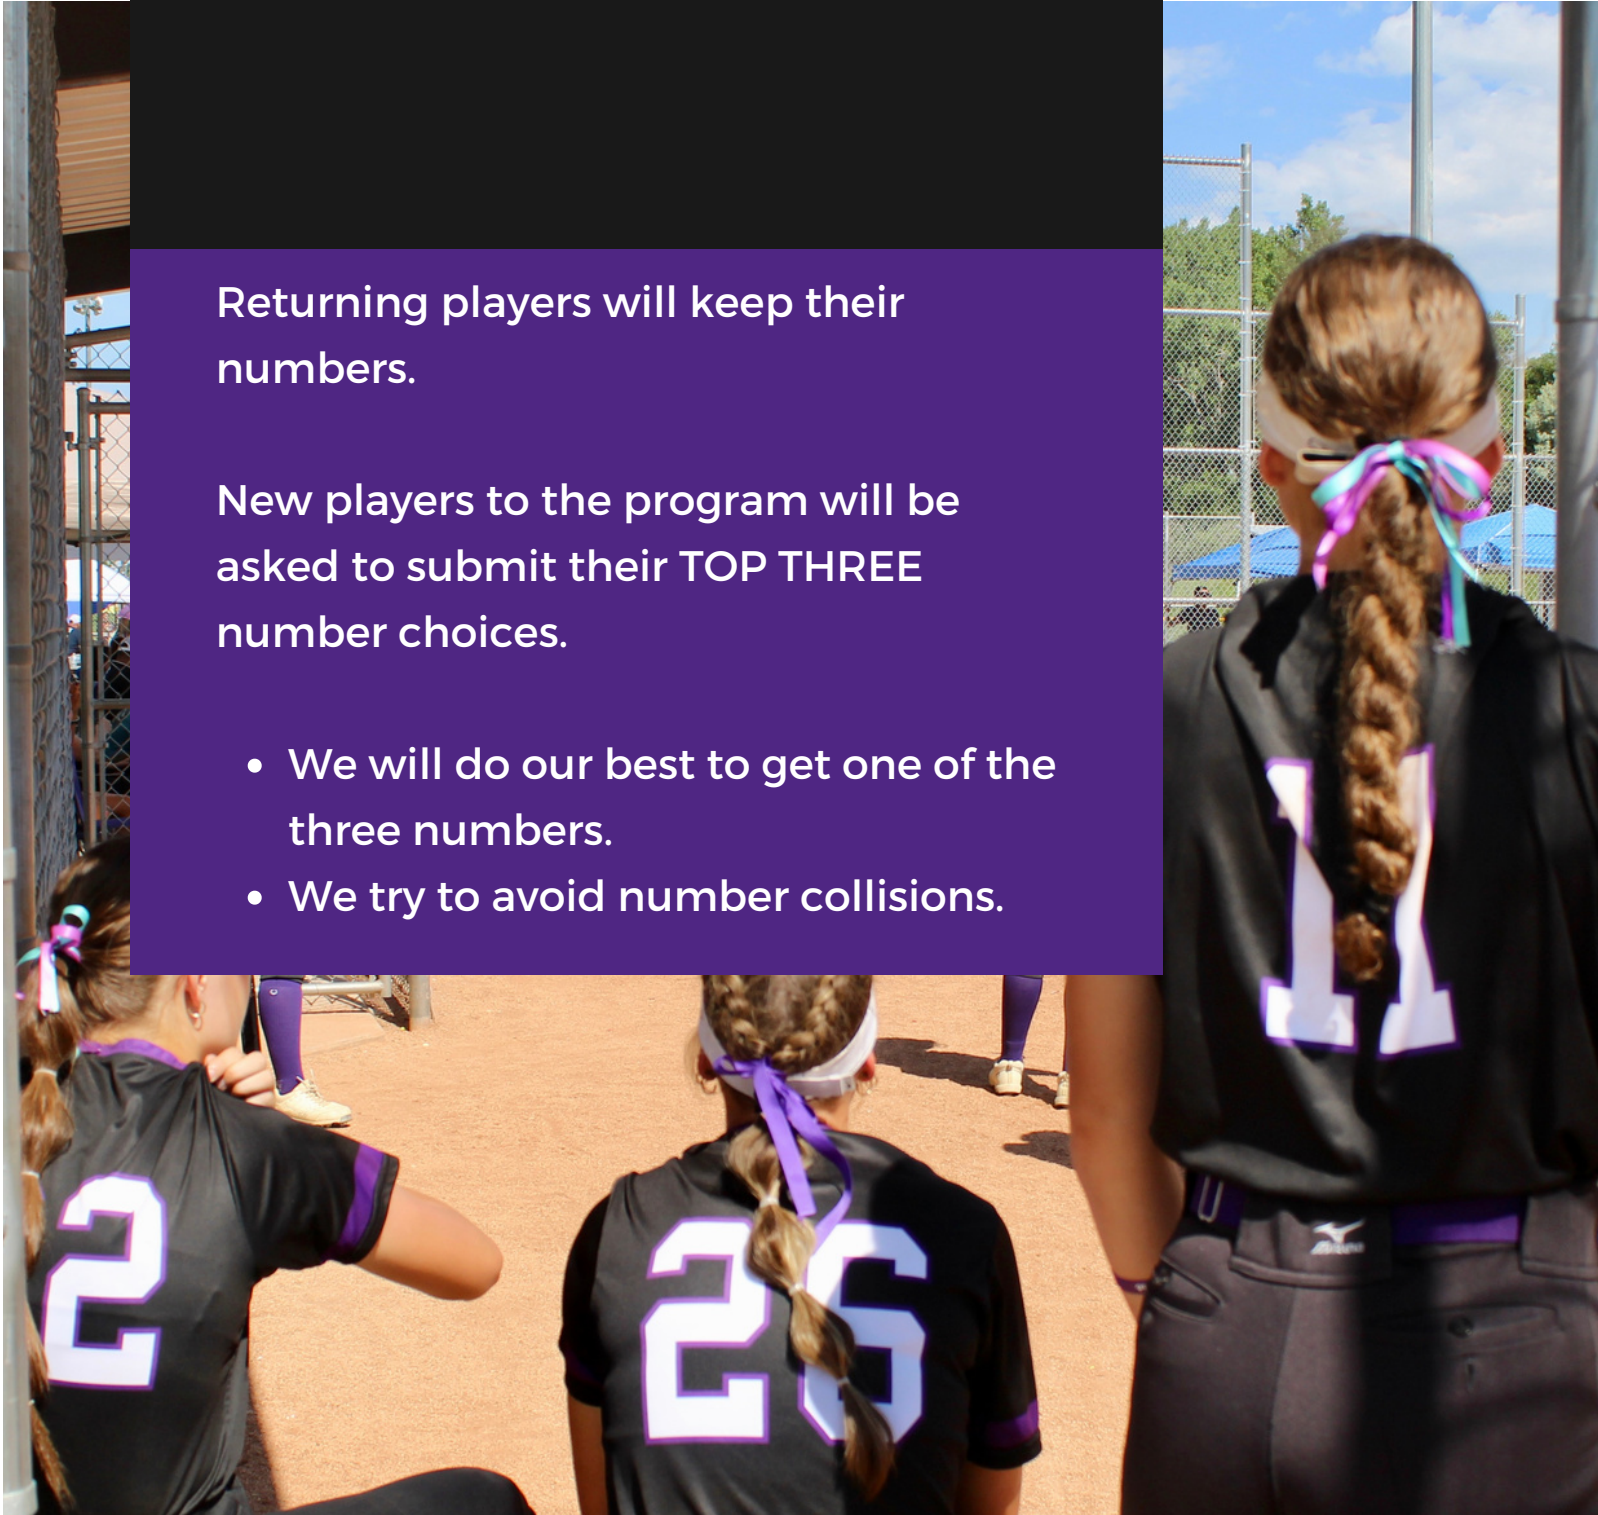 Returning players will keep their
numbers.
New players to the program will be
asked to submit their TOP THREE
number choices.
• We will do our best to get one of the
three numbers.
• We try to avoid number collisions.
11
2
26
Mizuno